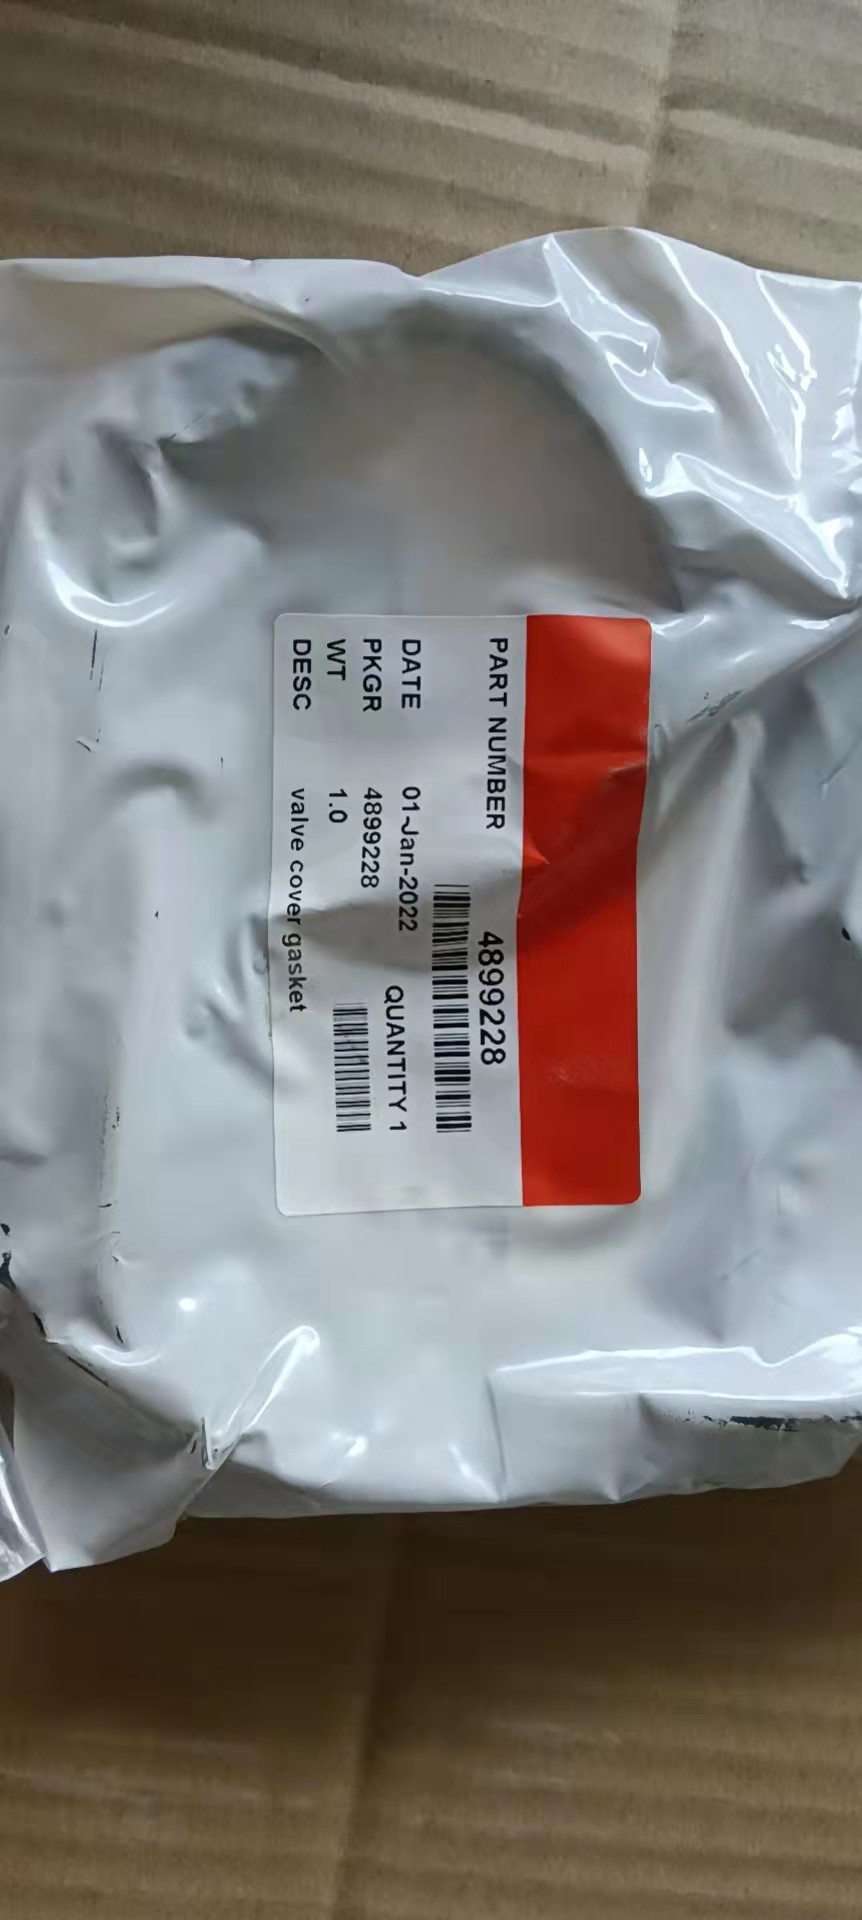 PART NUMBER 4899228
DATE 01-Jan-2022 QUANTITY 1
PKGR 4899228
WT 1.0
DESC valve cover gasket